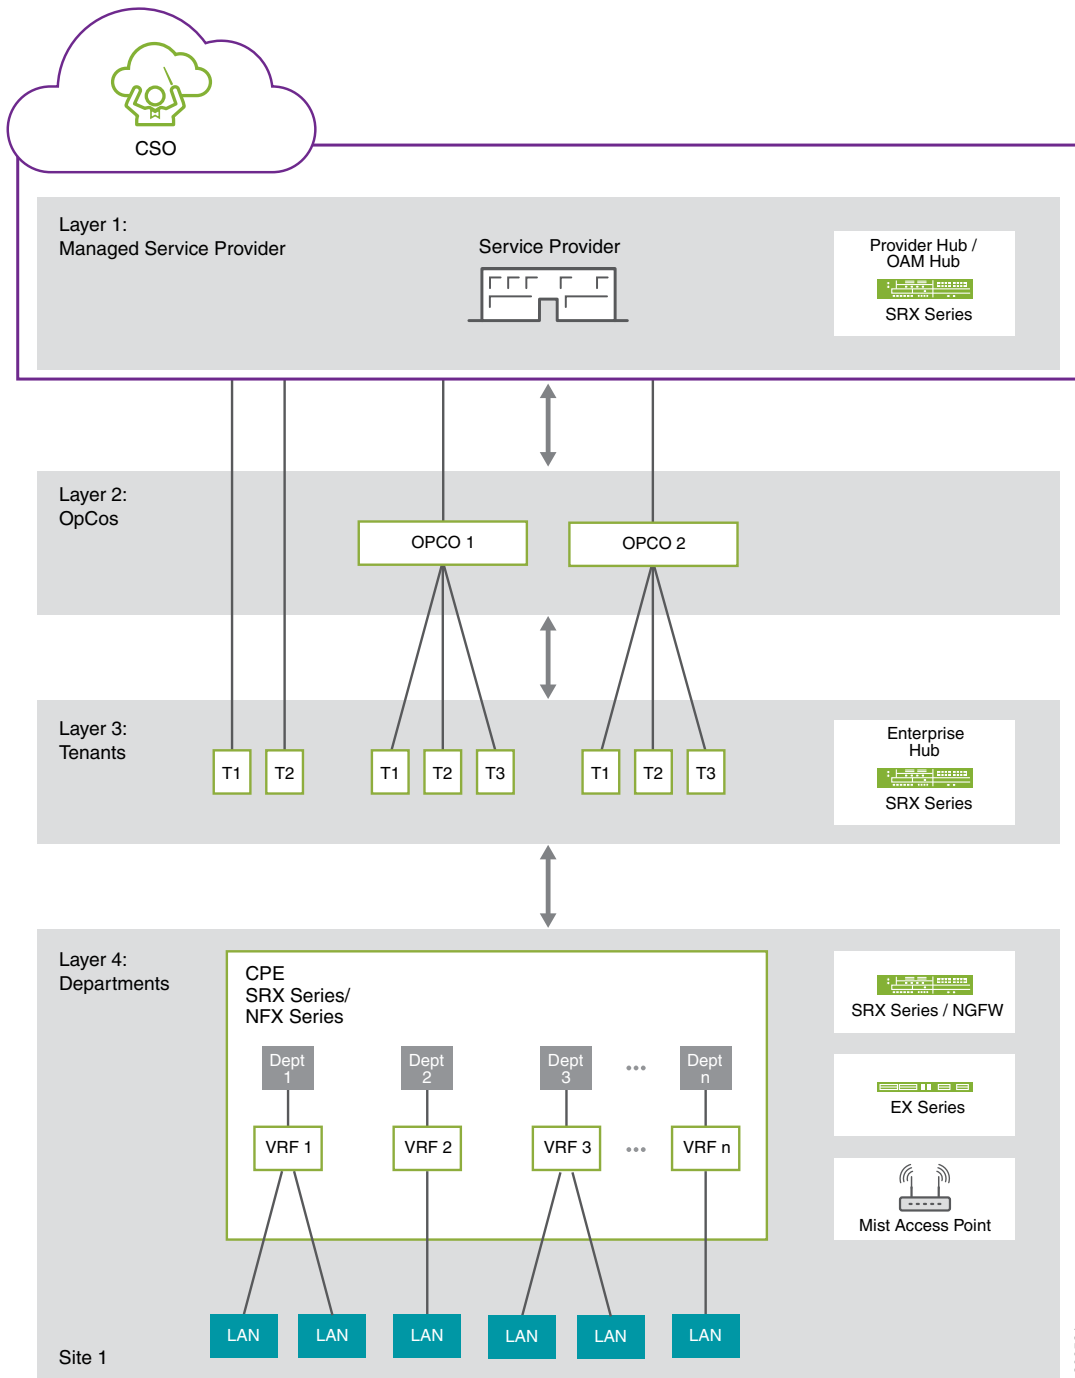 CSO
Layer 1:
Managed Service Provider
Service Provider
Provider Hub /
OAM Hub
SRX Series
Layer 2:
OpCos
OPCO 1
OPCO 2
Layer 3:
Tenants
T1
T2
T1
T2
T3
T1
T2
T3
Enterprise
Hub
SRX Series
Layer 4:
Departments
CPE
SRX Series/
NFX Series
Dept
1
Dept
2
Dept
3
•••
Dept
n
VRF 1
VRF 2
VRF 3
•••
VRF n
SRX Series / NGFW
EX Series
Mist Access Point
LAN
LAN
LAN
LAN
LAN
LAN
Site 1